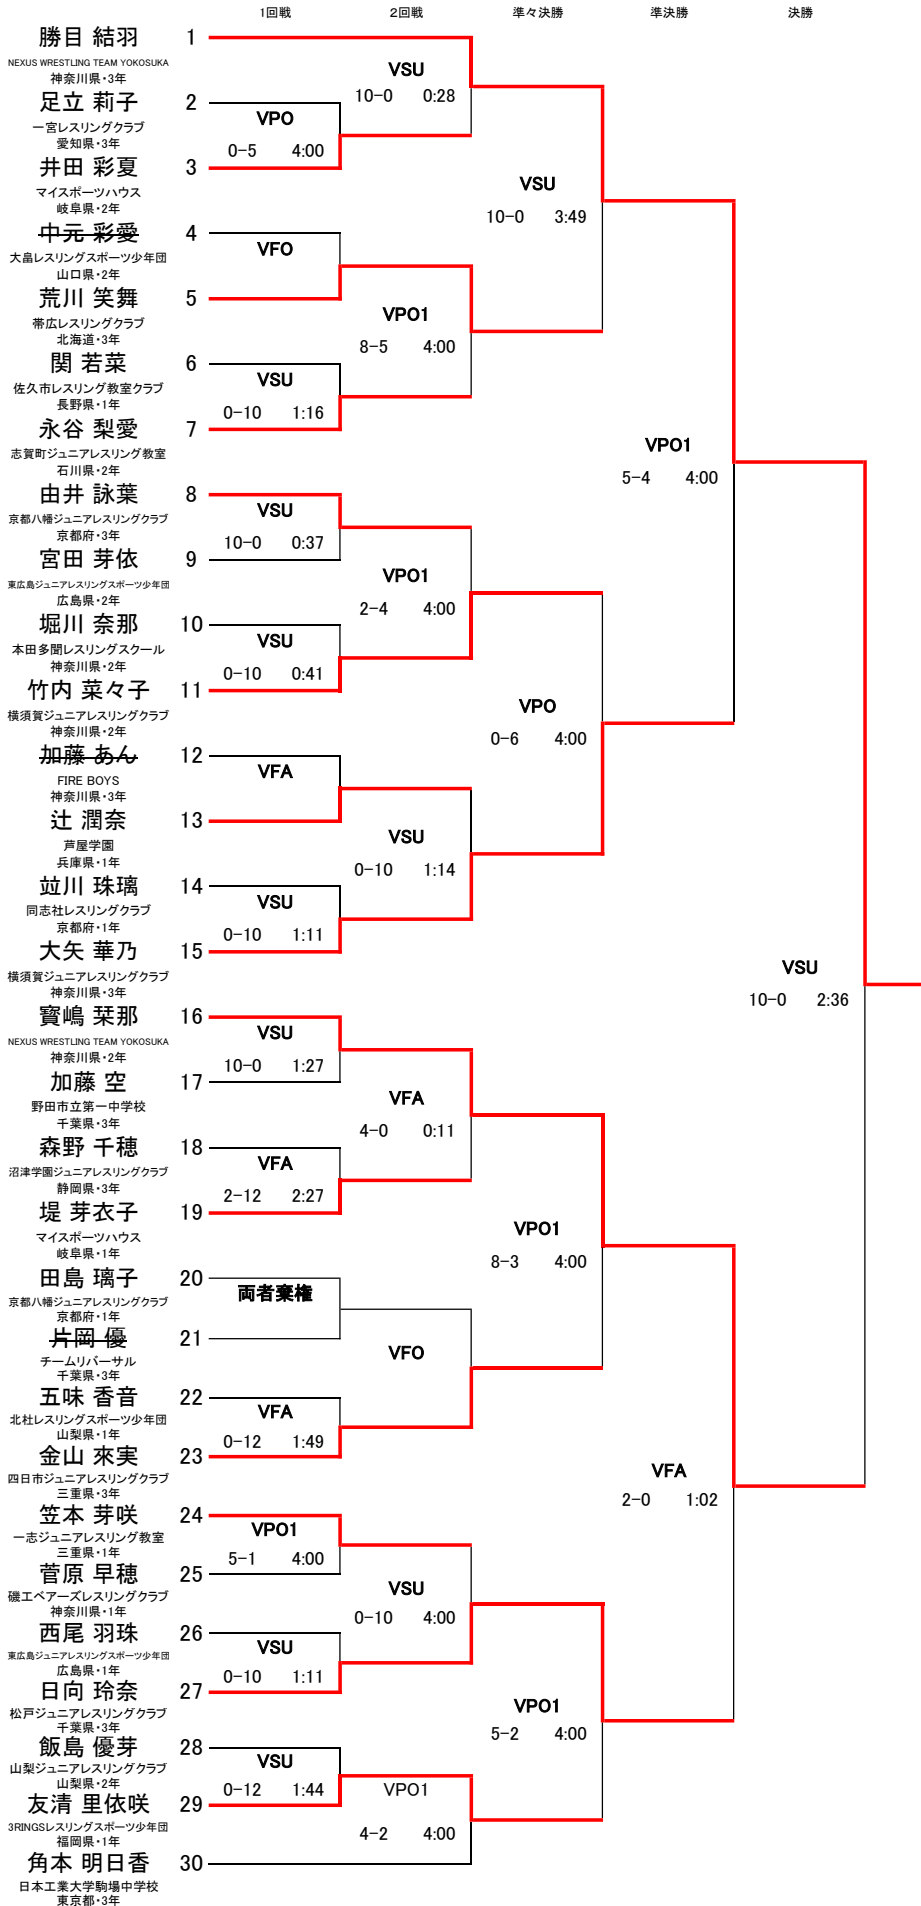 1回戦 2回戦 準々決勝 準決勝 決勝
勝目 結羽 1
NEXUS WRESTLING TEAM YOKOSUKA
神奈川県・3年
VSU
10-0 0:28
足立 莉子 2
一宮レスリングクラブ
愛知県・3年
VPO
0-5 4:00
井田 彩夏 3
マイスポーツハウス
岐阜県・2年
VSU
10-0 3:49
中元 彩愛 4
大畠レスリングスポーツ少年団
山口県・2年
VFO
荒川 笑舞 5
帯広レスリングクラブ
北海道・3年
VPO1
8-5 4:00
関 若菜 6
佐久市レスリング教室クラブ
長野県・1年
VSU
0-10 1:16
永谷 梨愛 7
志賀町ジュニアレスリング教室
石川県・2年
VPO1
5-4 4:00
由井 詠葉 8
京都八幡ジュニアレスリングクラブ
京都府・3年
VSU
10-0 0:37
宮田 芽依 9
東広島ジュニアレスリングスポーツ少年団
広島県・2年
VPO1
2-4 4:00
堀川 奈那 10
本田多聞レスリングスクール
神奈川県・2年
VSU
0-10 0:41
竹内 菜々子 11
横須賀ジュニアレスリングクラブ
神奈川県・2年
VPO
0-6 4:00
加藤 あん 12
FIRE BOYS
神奈川県・3年
VFA
辻 潤奈 13
芦屋学園
兵庫県・1年
VSU
0-10 1:14
竝川 珠璃 14
同志社レスリングクラブ
京都府・1年
VSU
0-10 1:11
大矢 華乃 15
横須賀ジュニアレスリングクラブ
神奈川県・3年
VSU
10-0 2:36
寳嶋 栞那 16
NEXUS WRESTLING TEAM YOKOSUKA
神奈川県・2年
VSU
10-0 1:27
加藤 空 17
野田市立第一中学校
千葉県・3年
VFA
4-0 0:11
森野 千穂 18
沼津学園ジュニアレスリングクラブ
静岡県・3年
VFA
2-12 2:27
堤 芽衣子 19
マイスポーツハウス
岐阜県・1年
VPO1
8-3 4:00
田島 璃子 20
京都八幡ジュニアレスリングクラブ
京都府・1年
両者棄権
片岡 優 21
チームリバーサル
千葉県・3年
VFO
五味 香音 22
北杜レスリングスポーツ少年団
山梨県・1年
VFA
0-12 1:49
金山 來実 23
四日市ジュニアレスリングクラブ
三重県・3年
VFA
2-0 1:02
笠本 芽咲 24
一志ジュニアレスリング教室
三重県・1年
VPO1
5-1 4:00
菅原 早穂 25
磯工ベアーズレスリングクラブ
神奈川県・1年
VSU
0-10 4:00
西尾 羽珠 26
東広島ジュニアレスリングスポーツ少年団
広島県・1年
VSU
0-10 1:11
日向 玲奈 27
松戸ジュニアレスリングクラブ
千葉県・3年
VPO1
5-2 4:00
飯島 優芽 28
山梨ジュニアレスリングクラブ
山梨県・2年
VSU
0-12 1:44
友清 里依咲 29
3RINGSレスリングスポーツ少年団
福岡県・1年
VPO1
4-2 4:00
角本 明日香 30
日本工業大学駒場中学校
東京都・3年